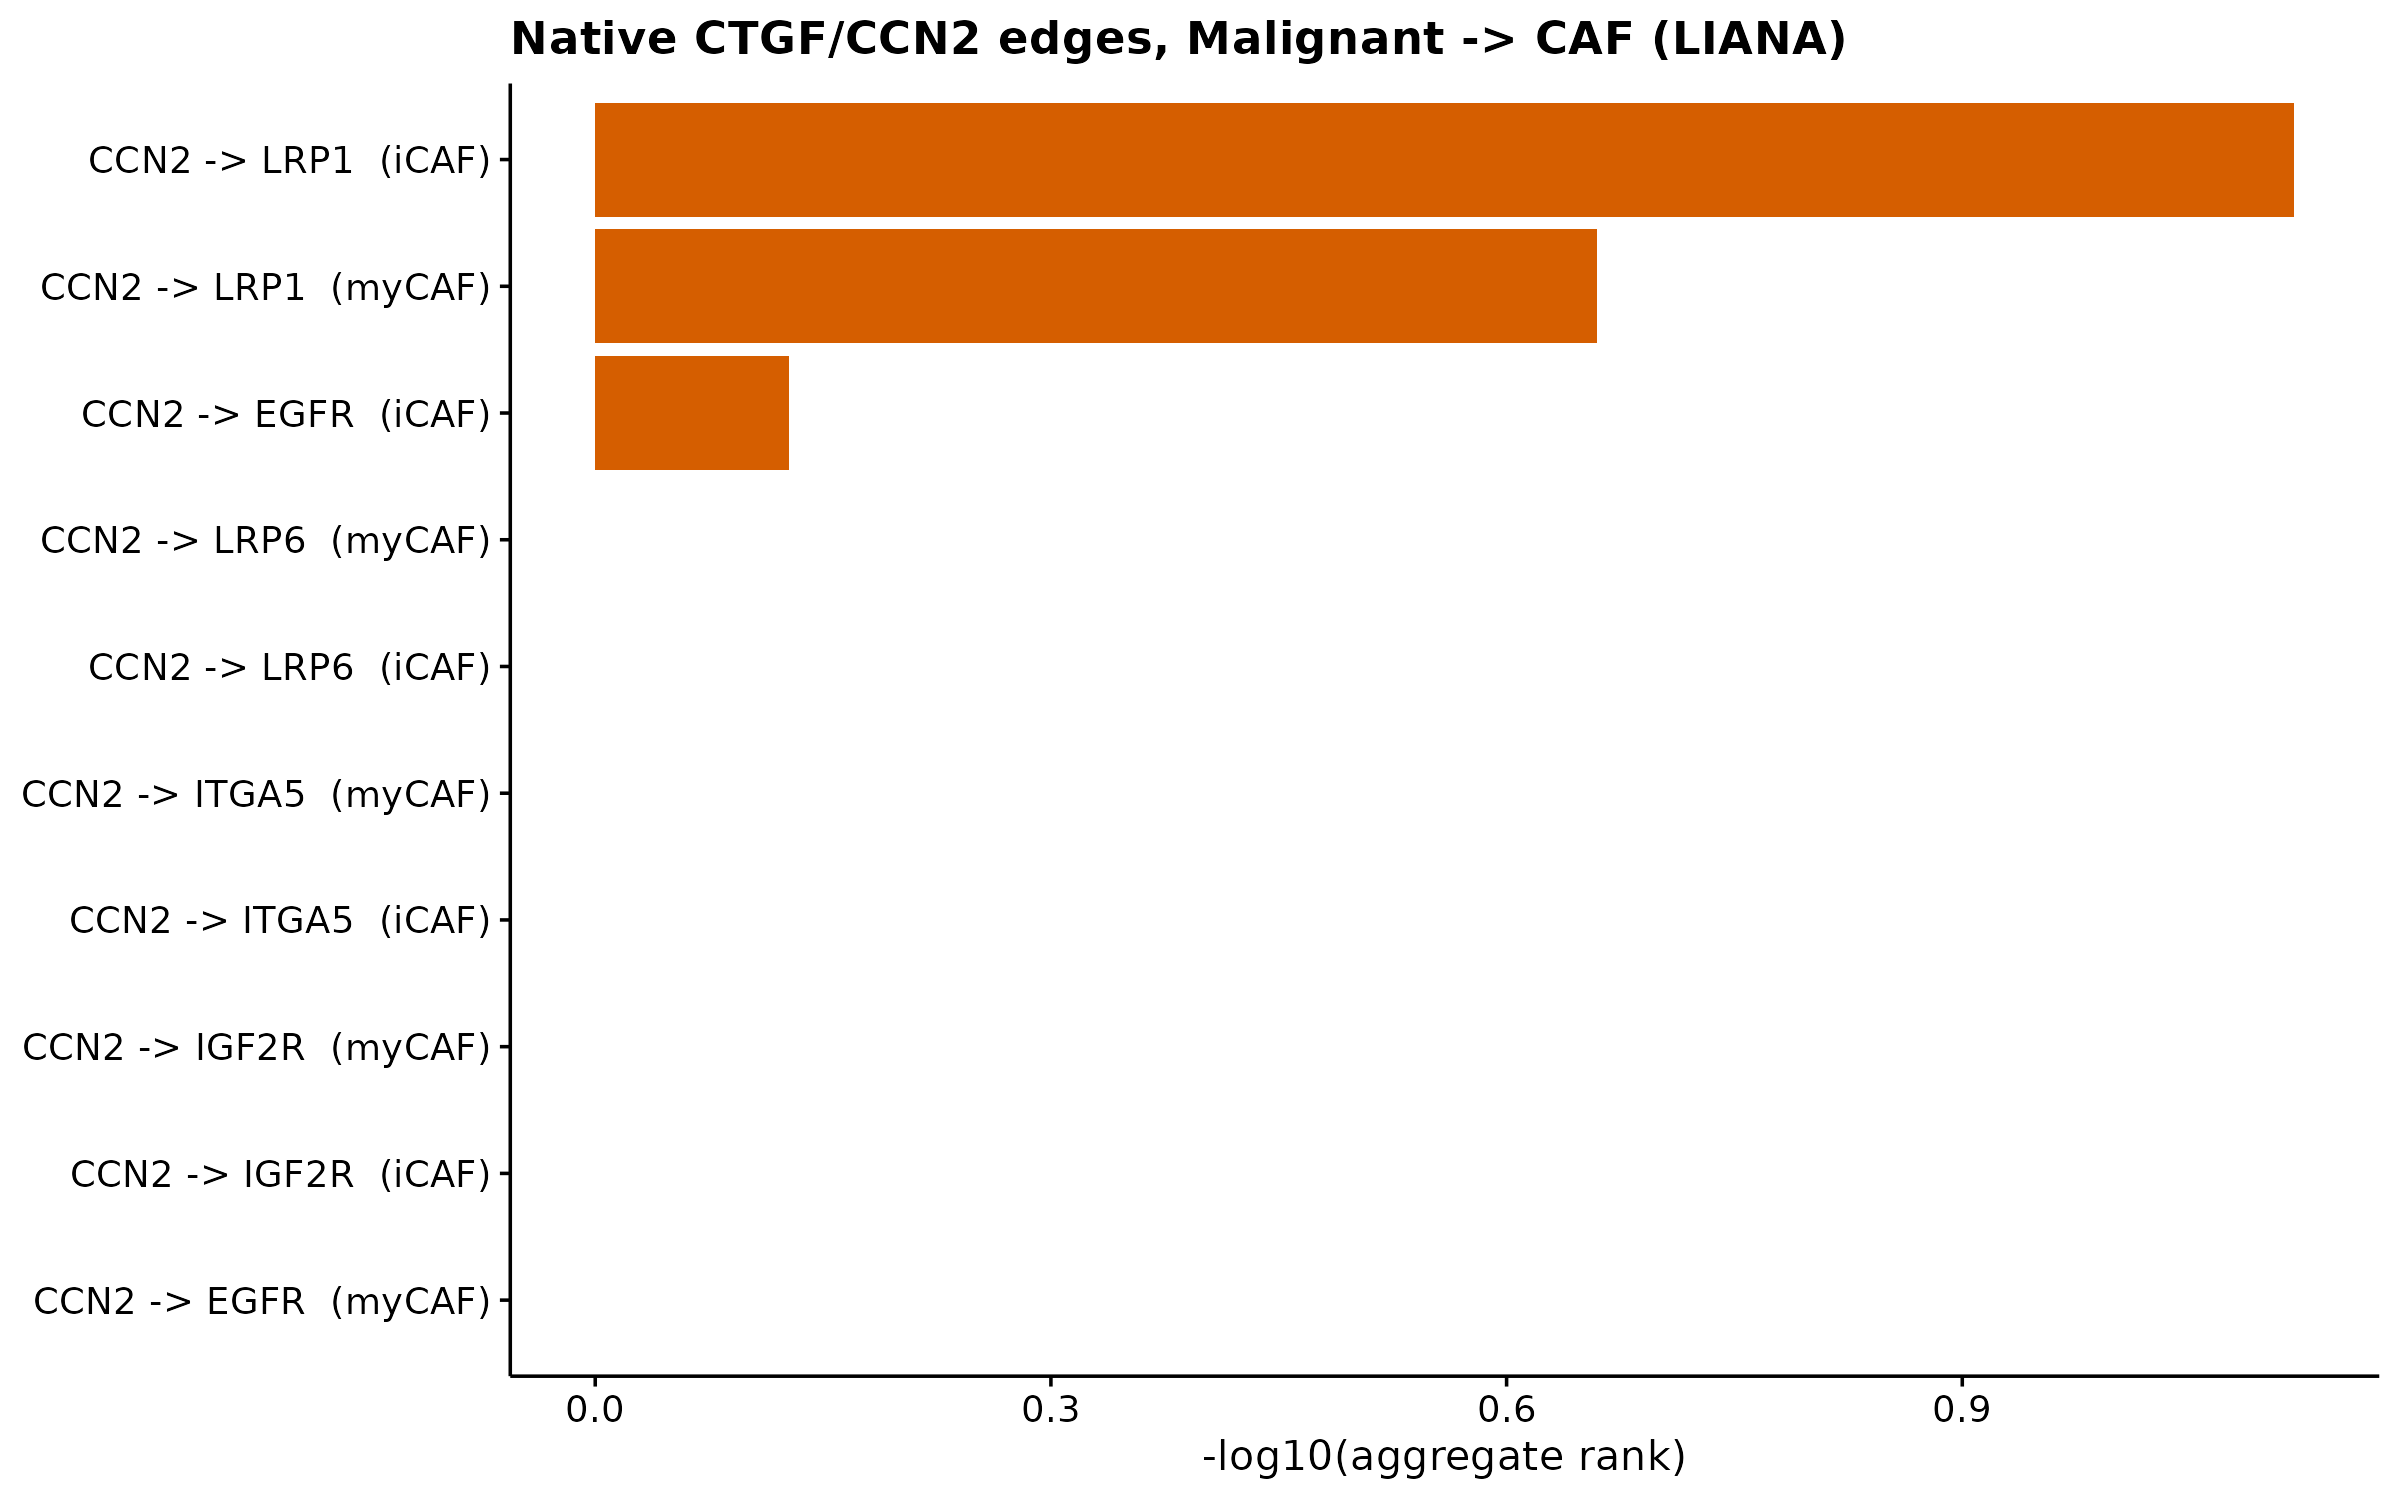 Native CTGF/CCN2 edges, Malignant -> CAF (LIANA)
CCN2 -> LRP1  (iCAF)
CCN2 -> LRP1  (myCAF)
CCN2 -> EGFR  (iCAF)
CCN2 -> LRP6  (myCAF)
CCN2 -> LRP6  (iCAF)
CCN2 -> ITGA5  (myCAF)
CCN2 -> ITGA5  (iCAF)
CCN2 -> IGF2R  (myCAF)
CCN2 -> IGF2R  (iCAF)
CCN2 -> EGFR  (myCAF)
0.0 0.3 0.6 0.9
-log10(aggregate rank)